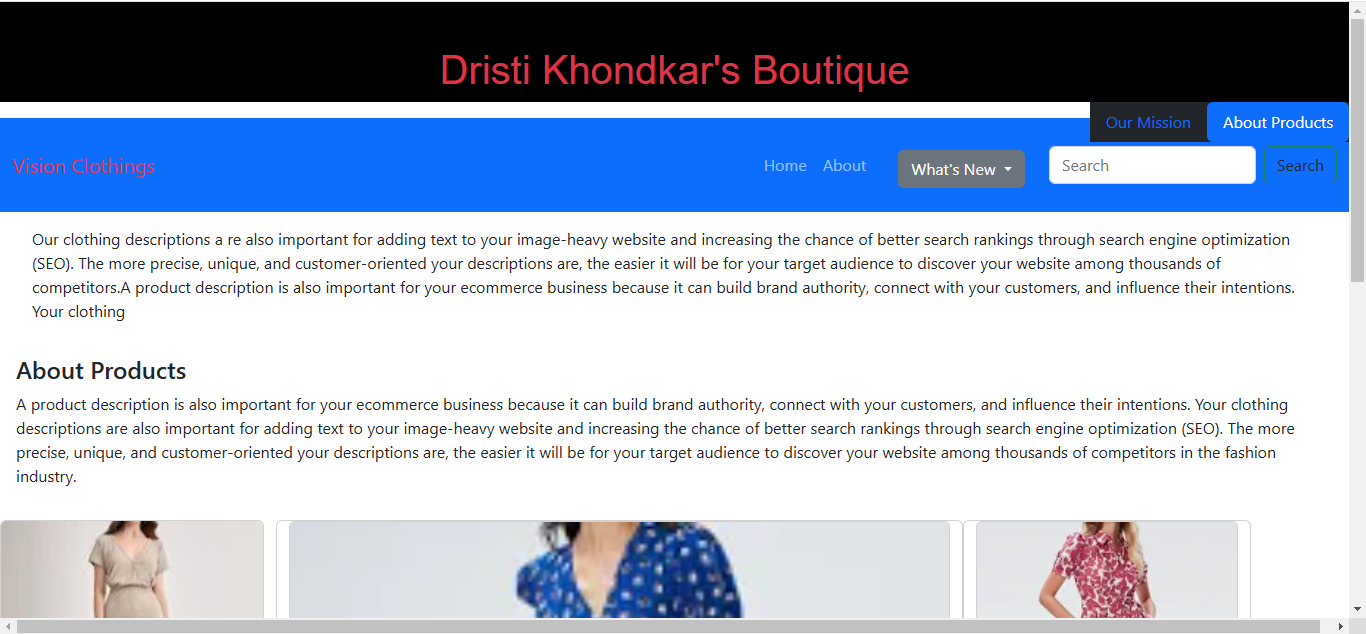 Dristi Khondkar's Boutique
Our Mission
About Products
Vision Clothings
Home
About
What's New
Search
Search
Our clothing descriptions a re also important for adding text to your image-heavy website and increasing the chance of better search rankings through search engine optimization
(SEO). The more precise, unique, and customer-oriented your descriptions are, the easier it will be for your target audience to discover your website among thousands of
competitors.A product description is also important for your ecommerce business because it can build brand authority, connect with your customers, and influence their intentions.
Your clothing
About Products
A product description is also important for your ecommerce business because it can build brand authority, connect with your customers, and influence their intentions. Your clothing
descriptions are also important for adding text to your image-heavy website and increasing the chance of better search rankings through search engine optimization (SEO). The more
precise, unique, and customer-oriented your descriptions are, the easier it will be for your target audience to discover your website among thousands of competitors in the fashion
industry.